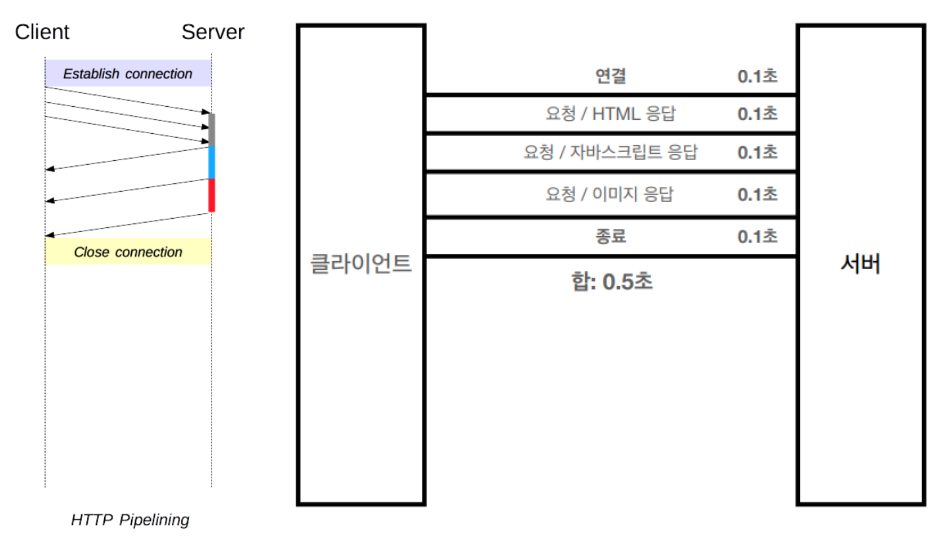 Client Server
Establish connection
Close connection
HTTP Pipelining
클라이언트
연결 0.1초
요청 / HTML 응답 0.1초
요청 / 자바스크립트 응답 0.1초
요청 / 이미지 응답 0.1초
종료 0.1초
합: 0.5초
서버